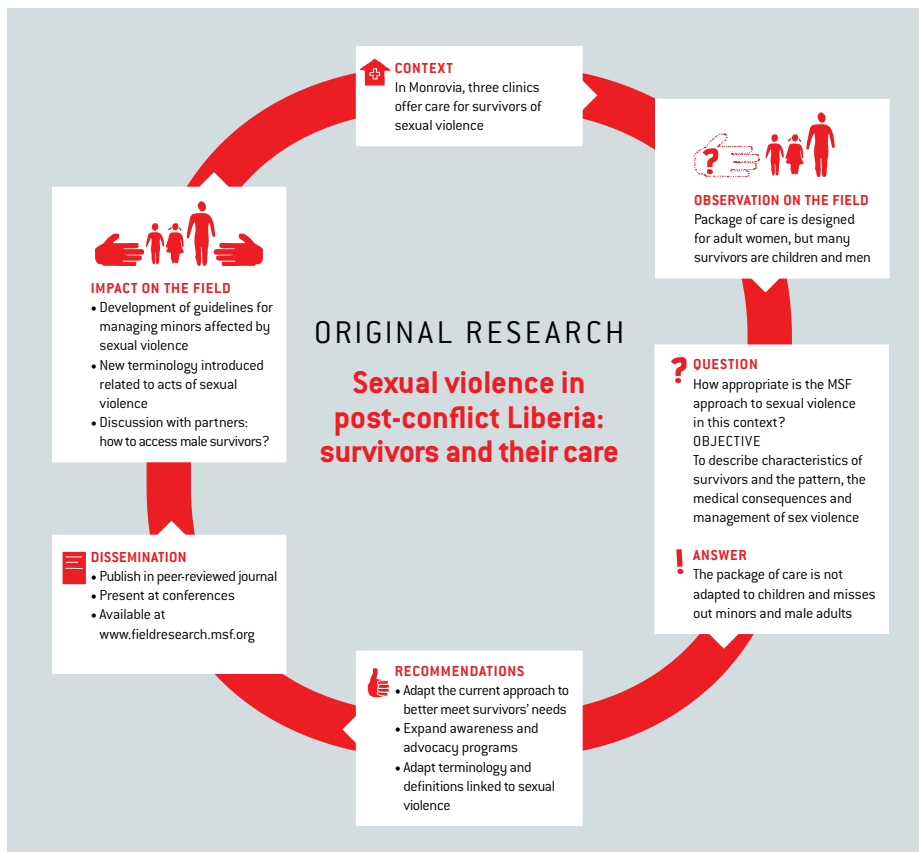 CONTEXT
In Monrovia, three clinics
offer care for survivors of
sexual violence
?
OBSERVATION ON THE FIELD
Package of care is designed
for adult women, but many
survivors are children and men
? QUESTION
How appropriate is the MSF
approach to sexual violence
in this context?
OBJECTIVE
To describe characteristics of
survivors and the pattern, the
medical consequences and
management of sex violence
! ANSWER
The package of care is not
adapted to children and misses
out minors and male adults
RECOMMENDATIONS
• Adapt the current approach to
better meet survivors' needs
• Expand awareness and
advocacy programs
• Adapt terminology and
definitions linked to sexual
violence
DISSEMINATION
• Publish in peer-reviewed journal
• Present at conferences
• Available at
www.fieldresearch.msf.org
IMPACT ON THE FIELD
• Development of guidelines for
managing minors affected by
sexual violence
• New terminology introduced
related to acts of sexual
violence
• Discussion with partners:
how to access male survivors?
ORIGINAL RESEARCH
Sexual violence in
post-conflict Liberia:
survivors and their care